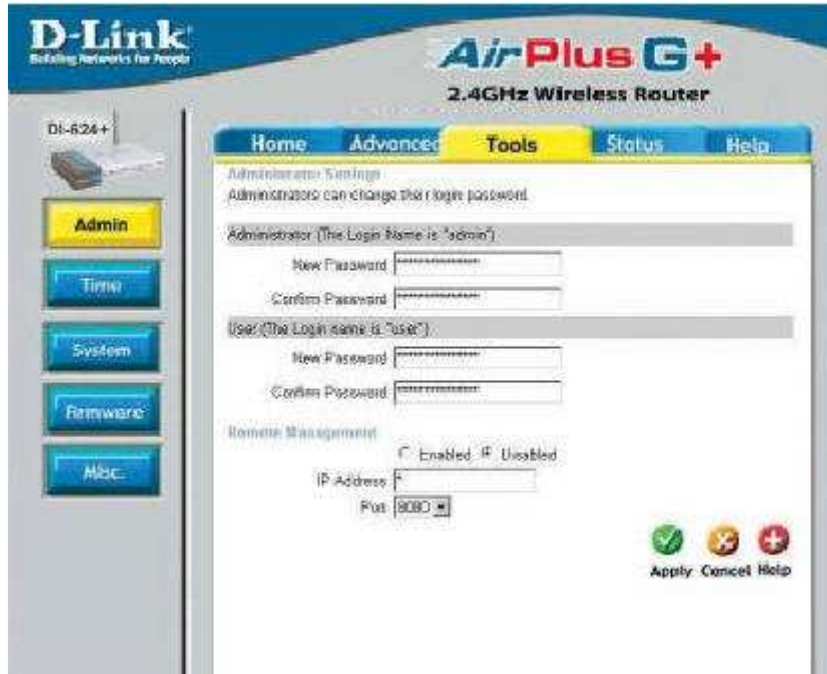 D-Link
Building Networks for People
AirPlus G+
2.4GHz Wireless Router
DI-624+
Home Advanced Tools Status Help
Administrator Settings
Administrators can change their login password.
Admin
Administrator (The Login Name is "admin")
New Password ****************
Time
Confirm Password ****************
User (The Login name is "user")
System
New Password ****************
Confirm Password ****************
Firmware
Remote Management
Enabled Disabled
Misc.
IP Address *
Port 8080
Apply Cancel Help